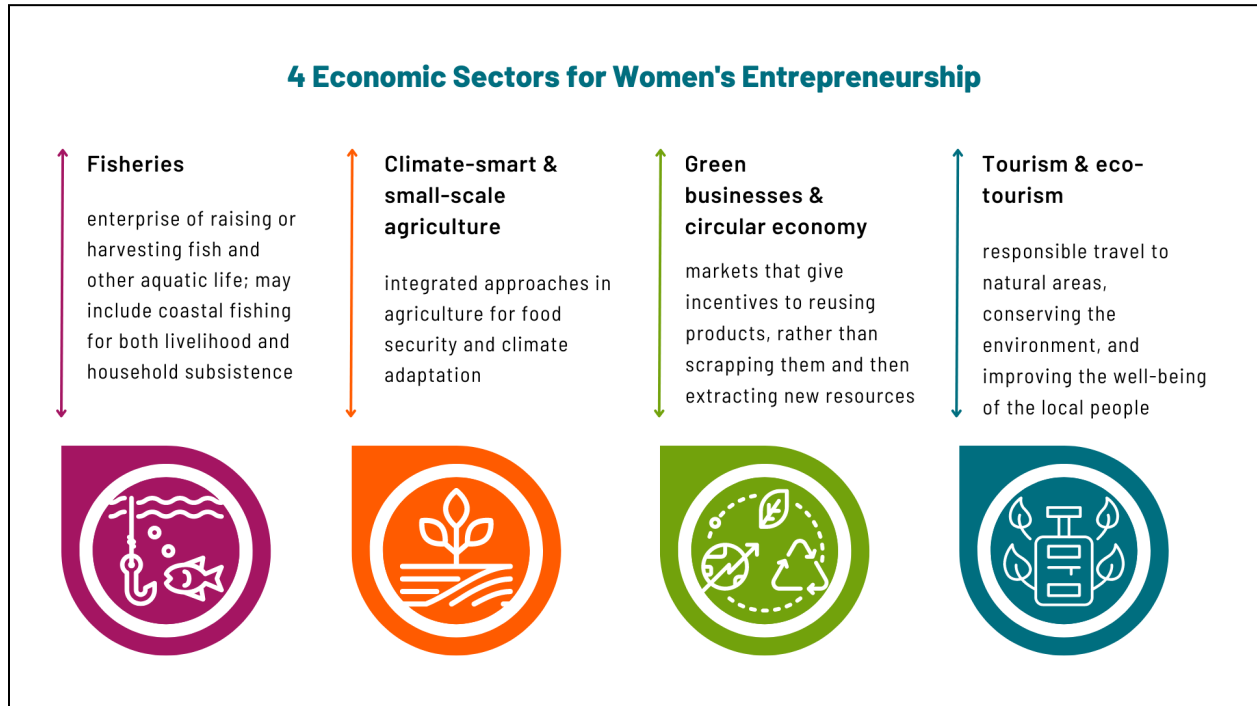 4 Economic Sectors for Women's Entrepreneurship
Fisheries
enterprise of raising or
harvesting fish and
other aquatic life; may
include coastal fishing
for both livelihood and
household subsistence
Climate-smart &
small-scale
agriculture
integrated approaches in
agriculture for food
security and climate
adaptation
Green
businesses &
circular economy
markets that give
incentives to reusing
products, rather than
scrapping them and then
extracting new resources
Tourism & eco-
tourism
responsible travel to
natural areas,
conserving the
environment, and
improving the well-being
of the local people